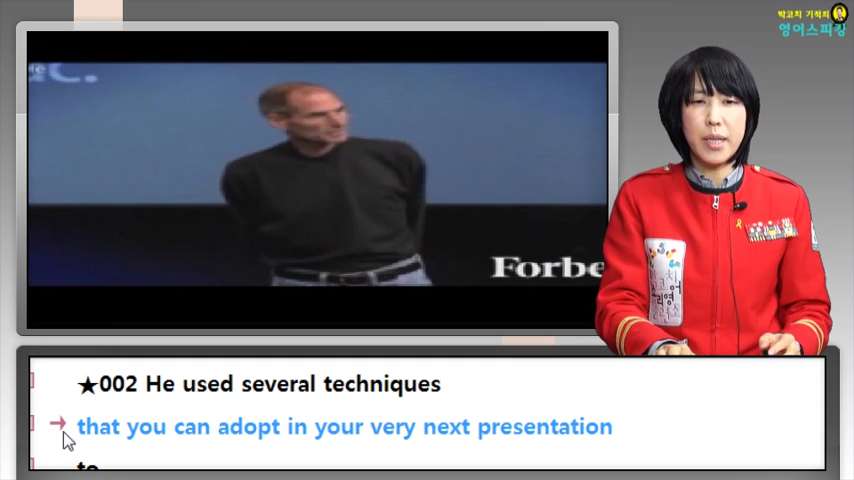 박코치 기적의
영어스피킹
Forbe
★002 He used several techniques
→ that you can adopt in your very next presentation
to